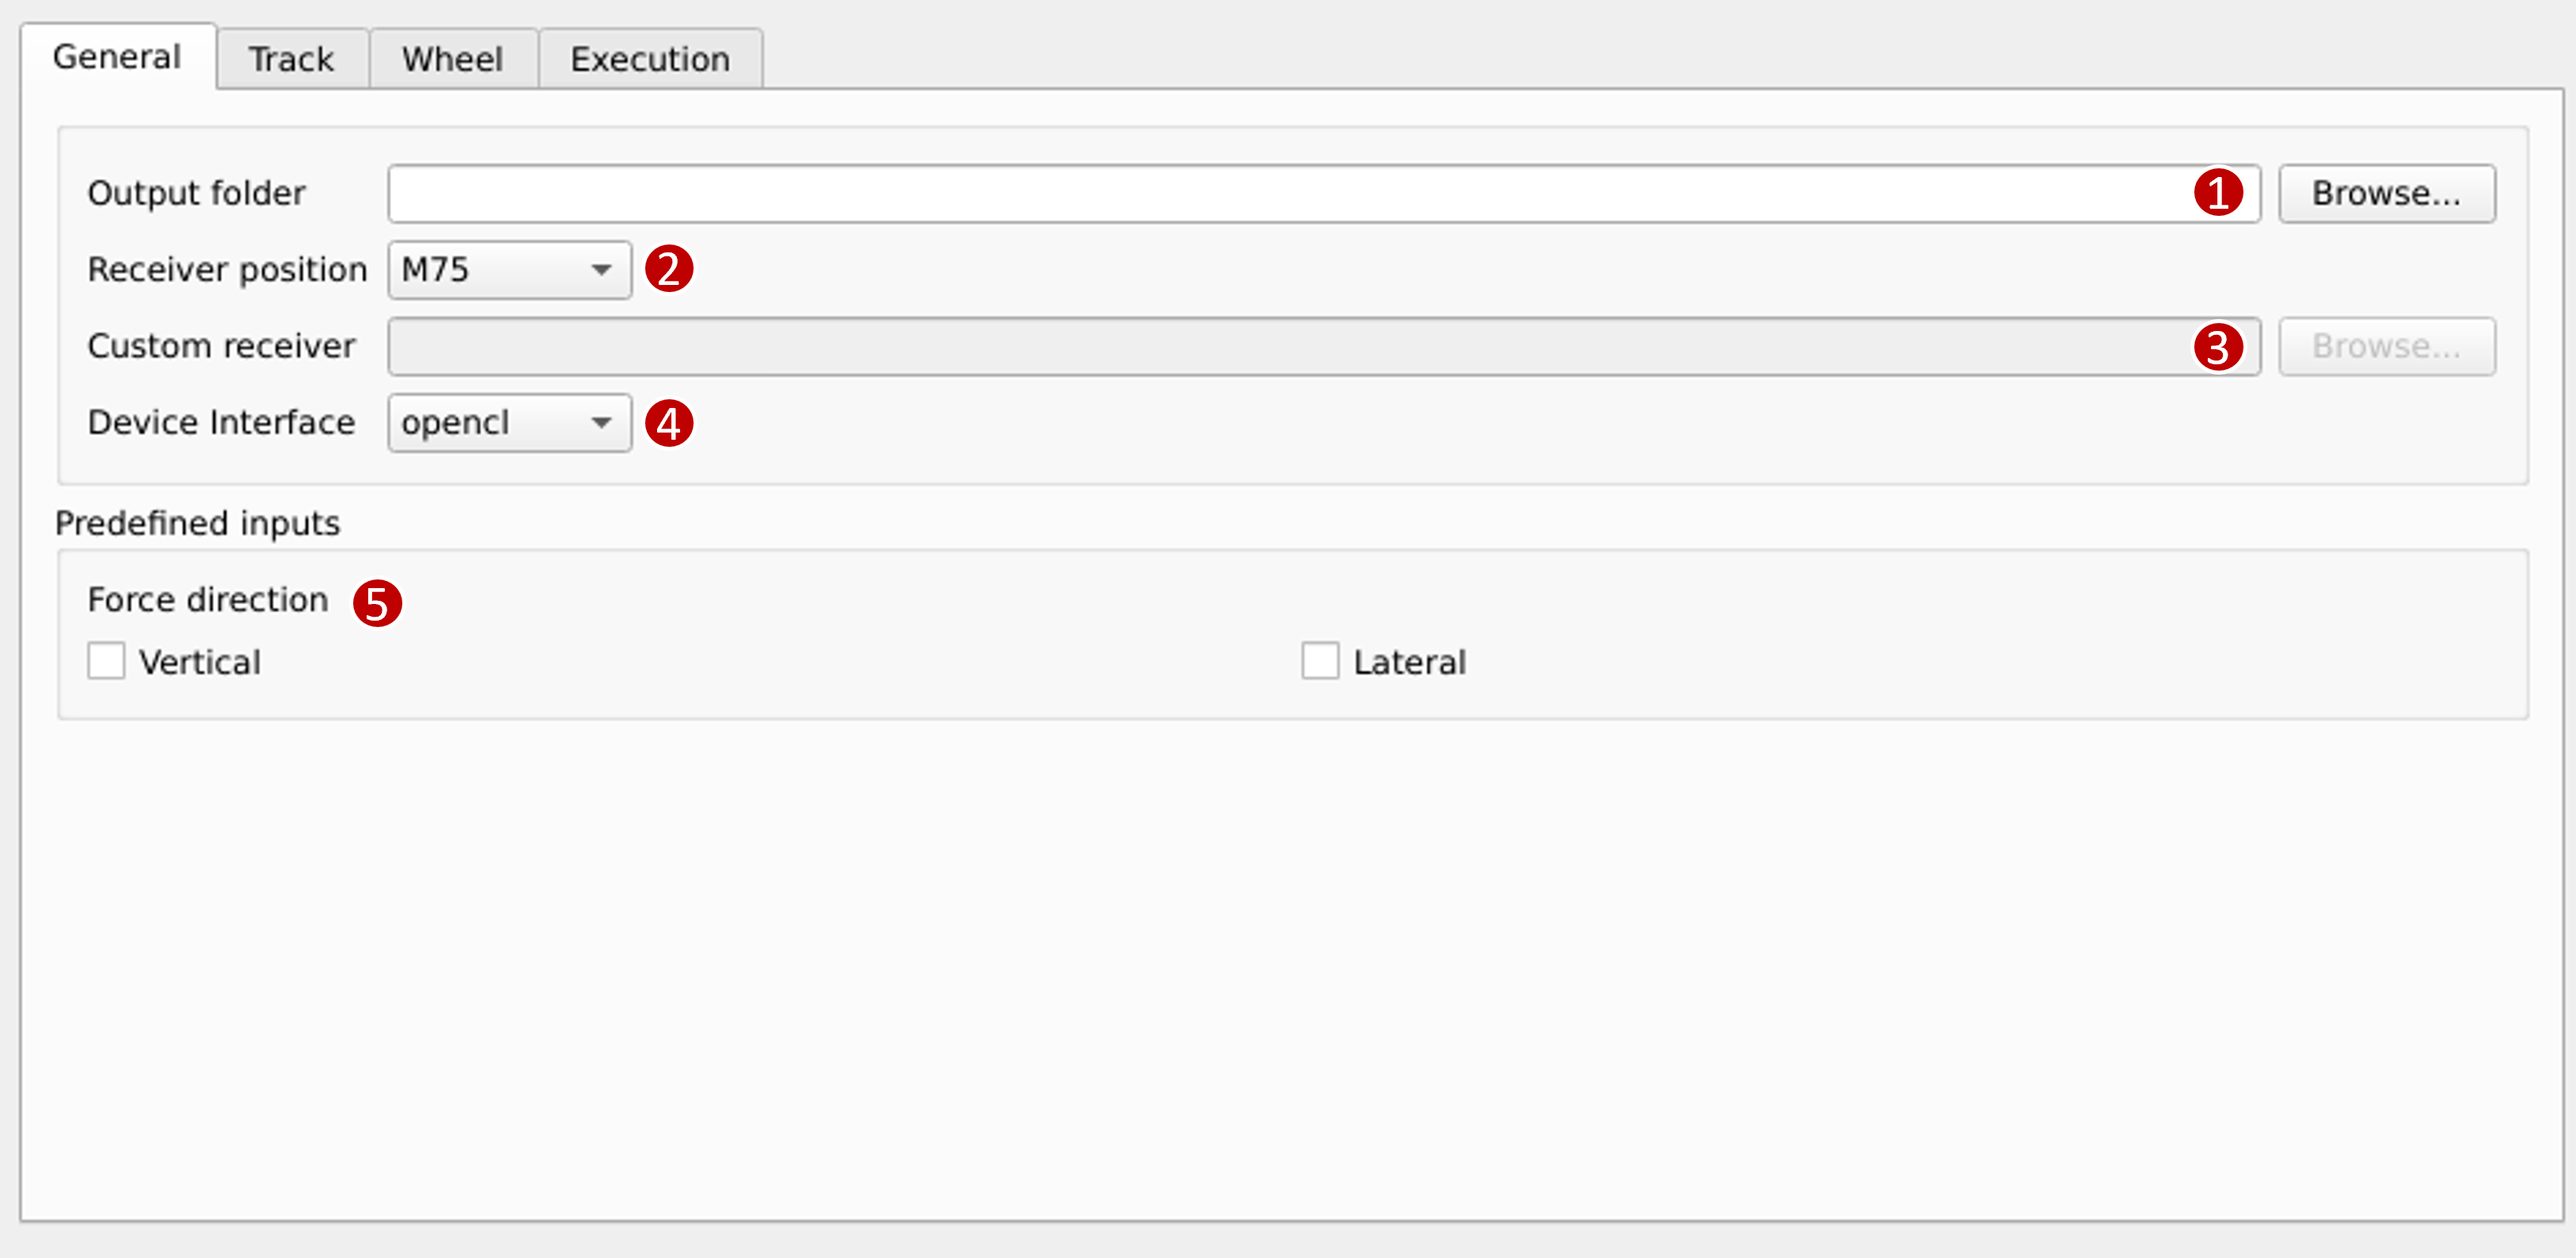 General Track Wheel Execution
Output folder 1 Browse...
Receiver position M75 2
Custom receiver 3 Browse...
Device Interface opencl 4
Predefined inputs
Force direction 5
Vertical Lateral